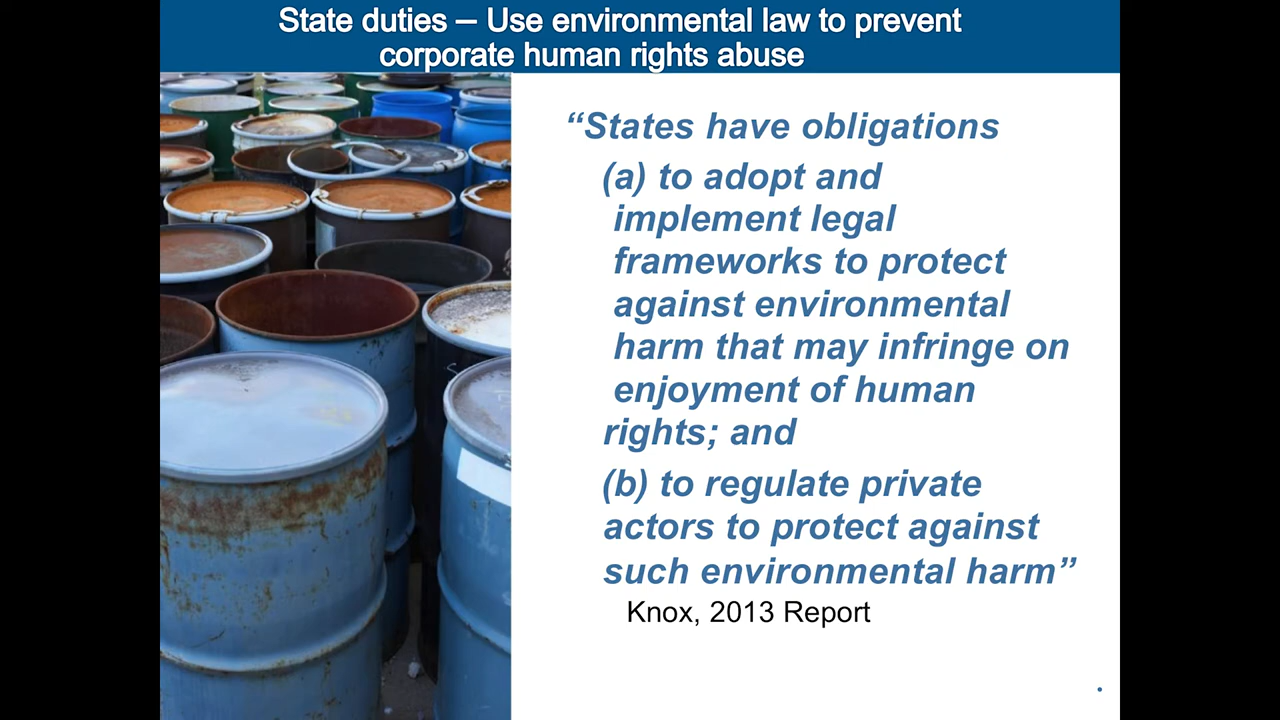 State duties – Use environmental law to prevent
corporate human rights abuse
“States have obligations
(a) to adopt and
implement legal
frameworks to protect
against environmental
harm that may infringe on
enjoyment of human
rights; and
(b) to regulate private
actors to protect against
such environmental harm”
Knox, 2013 Report
.